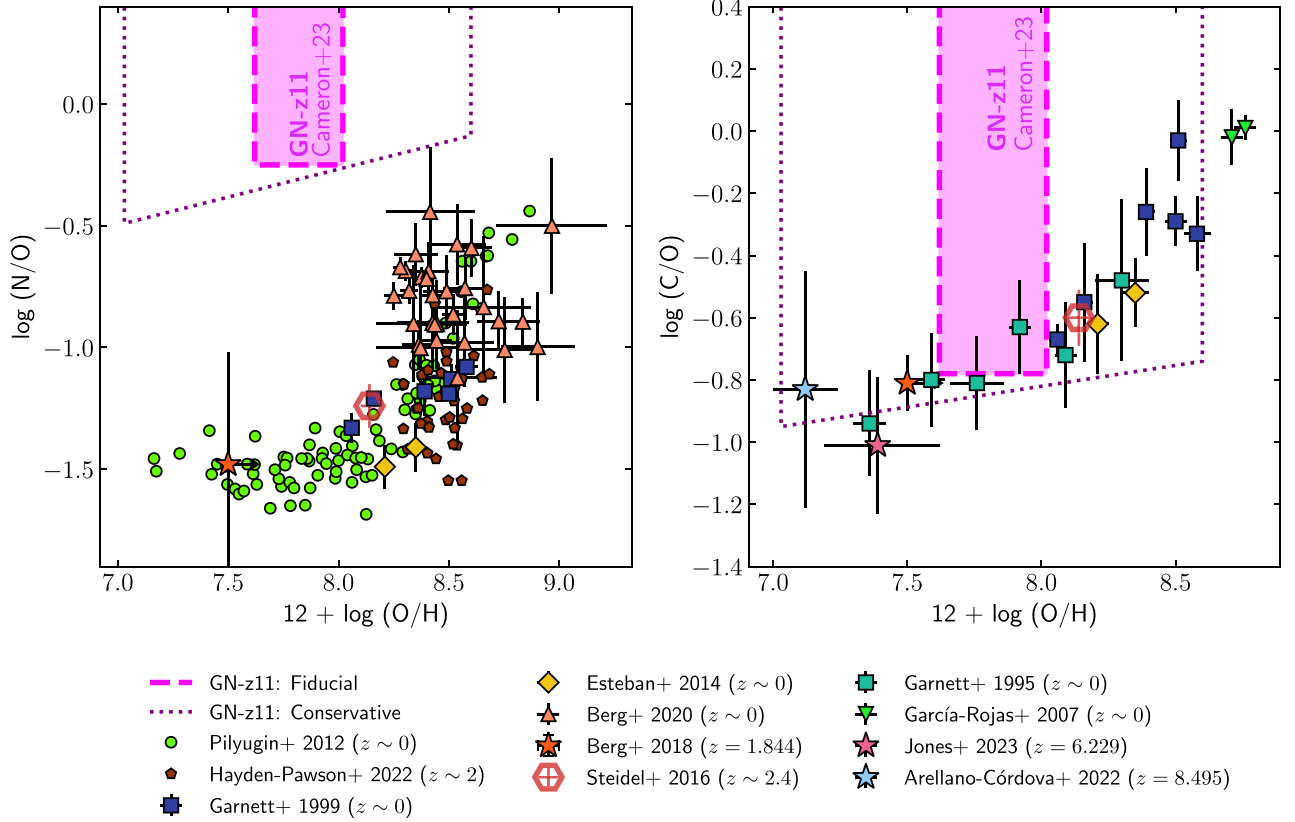 0.0
−0.5
−1.0
−1.5
log (N/O)
7.0
7.5
8.0
8.5
9.0
12 + log (O/H)
GN-z11
Cameron+23
0.4
0.2
0.0
−0.2
−0.4
−0.6
−0.8
−1.0
−1.2
−1.4
log (C/O)
7.0
7.5
8.0
8.5
12 + log (O/H)
GN-z11
Cameron+23
GN-z11: Fiducial
GN-z11: Conservative
Pilyugin+ 2012 (z ∼ 0)
Hayden-Pawson+ 2022 (z ∼ 2)
Garnett+ 1999 (z ∼ 0)
Esteban+ 2014 (z ∼ 0)
Berg+ 2020 (z ∼ 0)
Berg+ 2018 (z = 1.844)
Steidel+ 2016 (z ∼ 2.4)
Garnett+ 1995 (z ∼ 0)
García-Rojas+ 2007 (z ∼ 0)
Jones+ 2023 (z = 6.229)
Arellano-Córdova+ 2022 (z = 8.495)